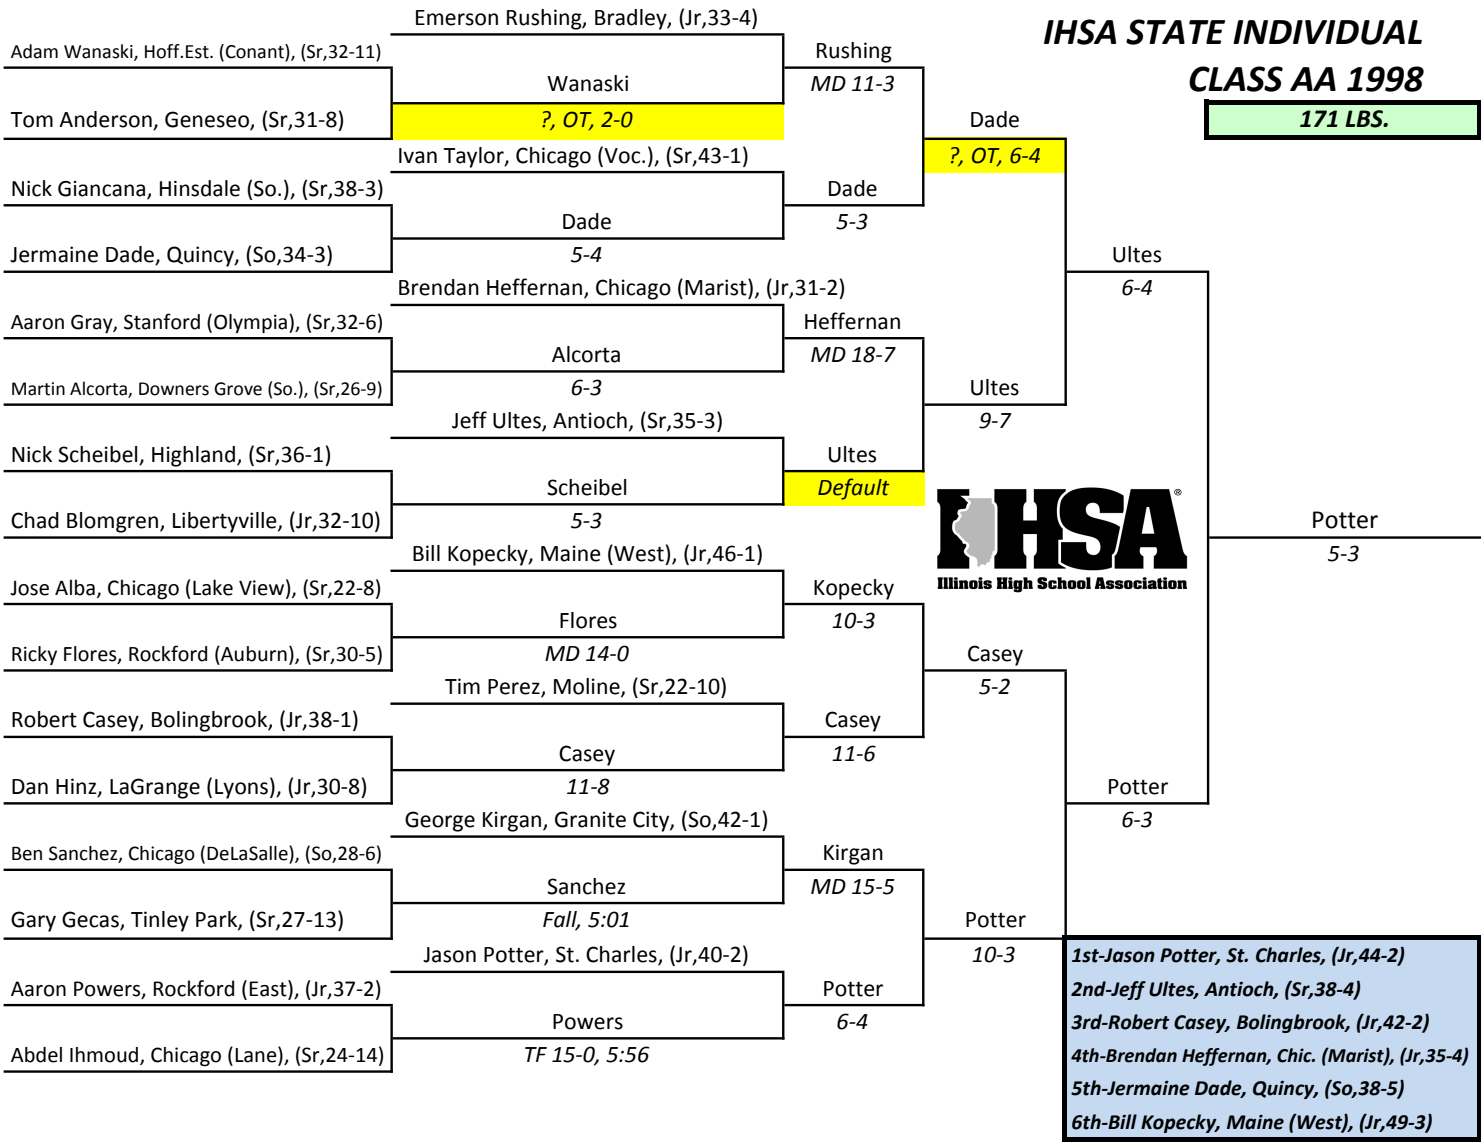 Emerson Rushing, Bradley, (Jr,33-4)
IHSA STATE INDIVIDUAL
CLASS AA 1998
171 LBS.
Adam Wanaski, Hoff.Est. (Conant), (Sr,32-11)
Rushing
Wanaski
MD 11-3
Tom Anderson, Geneseo, (Sr,31-8)
?, OT, 2-0
Dade
Ivan Taylor, Chicago (Voc.), (Sr,43-1)
?, OT, 6-4
Nick Giancana, Hinsdale (So.), (Sr,38-3)
Dade
Dade
5-3
Jermaine Dade, Quincy, (So,34-3)
5-4
Ultes
Brendan Heffernan, Chicago (Marist), (Jr,31-2)
6-4
Aaron Gray, Stanford (Olympia), (Sr,32-6)
Heffernan
Alcorta
MD 18-7
Martin Alcorta, Downers Grove (So.), (Sr,26-9)
6-3
Ultes
Jeff Ultes, Antioch, (Sr,35-3)
9-7
Nick Scheibel, Highland, (Sr,36-1)
Ultes
Scheibel
Default
IHSA®
Chad Blomgren, Libertyville, (Jr,32-10)
5-3
Potter
Bill Kopecky, Maine (West), (Jr,46-1)
5-3
Illinois High School Association
Jose Alba, Chicago (Lake View), (Sr,22-8)
Kopecky
Flores
10-3
Ricky Flores, Rockford (Auburn), (Sr,30-5)
MD 14-0
Casey
Tim Perez, Moline, (Sr,22-10)
5-2
Robert Casey, Bolingbrook, (Jr,38-1)
Casey
Casey
11-6
Dan Hinz, LaGrange (Lyons), (Jr,30-8)
11-8
Potter
George Kirgan, Granite City, (So,42-1)
6-3
Ben Sanchez, Chicago (DeLaSalle), (So,28-6)
Kirgan
Sanchez
MD 15-5
Gary Gecas, Tinley Park, (Sr,27-13)
Fall, 5:01
Potter
Jason Potter, St. Charles, (Jr,40-2)
10-3
1st-Jason Potter, St. Charles, (Jr,44-2)
Aaron Powers, Rockford (East), (Jr,37-2)
Potter
2nd-Jeff Ultes, Antioch, (Sr,38-4)
Powers
6-4
3rd-Robert Casey, Bolingbrook, (Jr,42-2)
Abdel Ihmoud, Chicago (Lane), (Sr,24-14)
TF 15-0, 5:56
4th-Brendan Heffernan, Chic. (Marist), (Jr,35-4)
5th-Jermaine Dade, Quincy, (So,38-5)
6th-Bill Kopecky, Maine (West), (Jr,49-3)